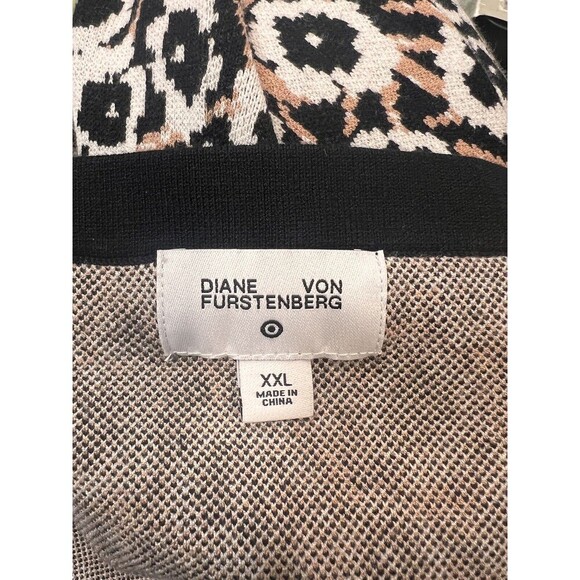 DIANE VON
FURSTENBERG
XXL
MADE IN
CHINA